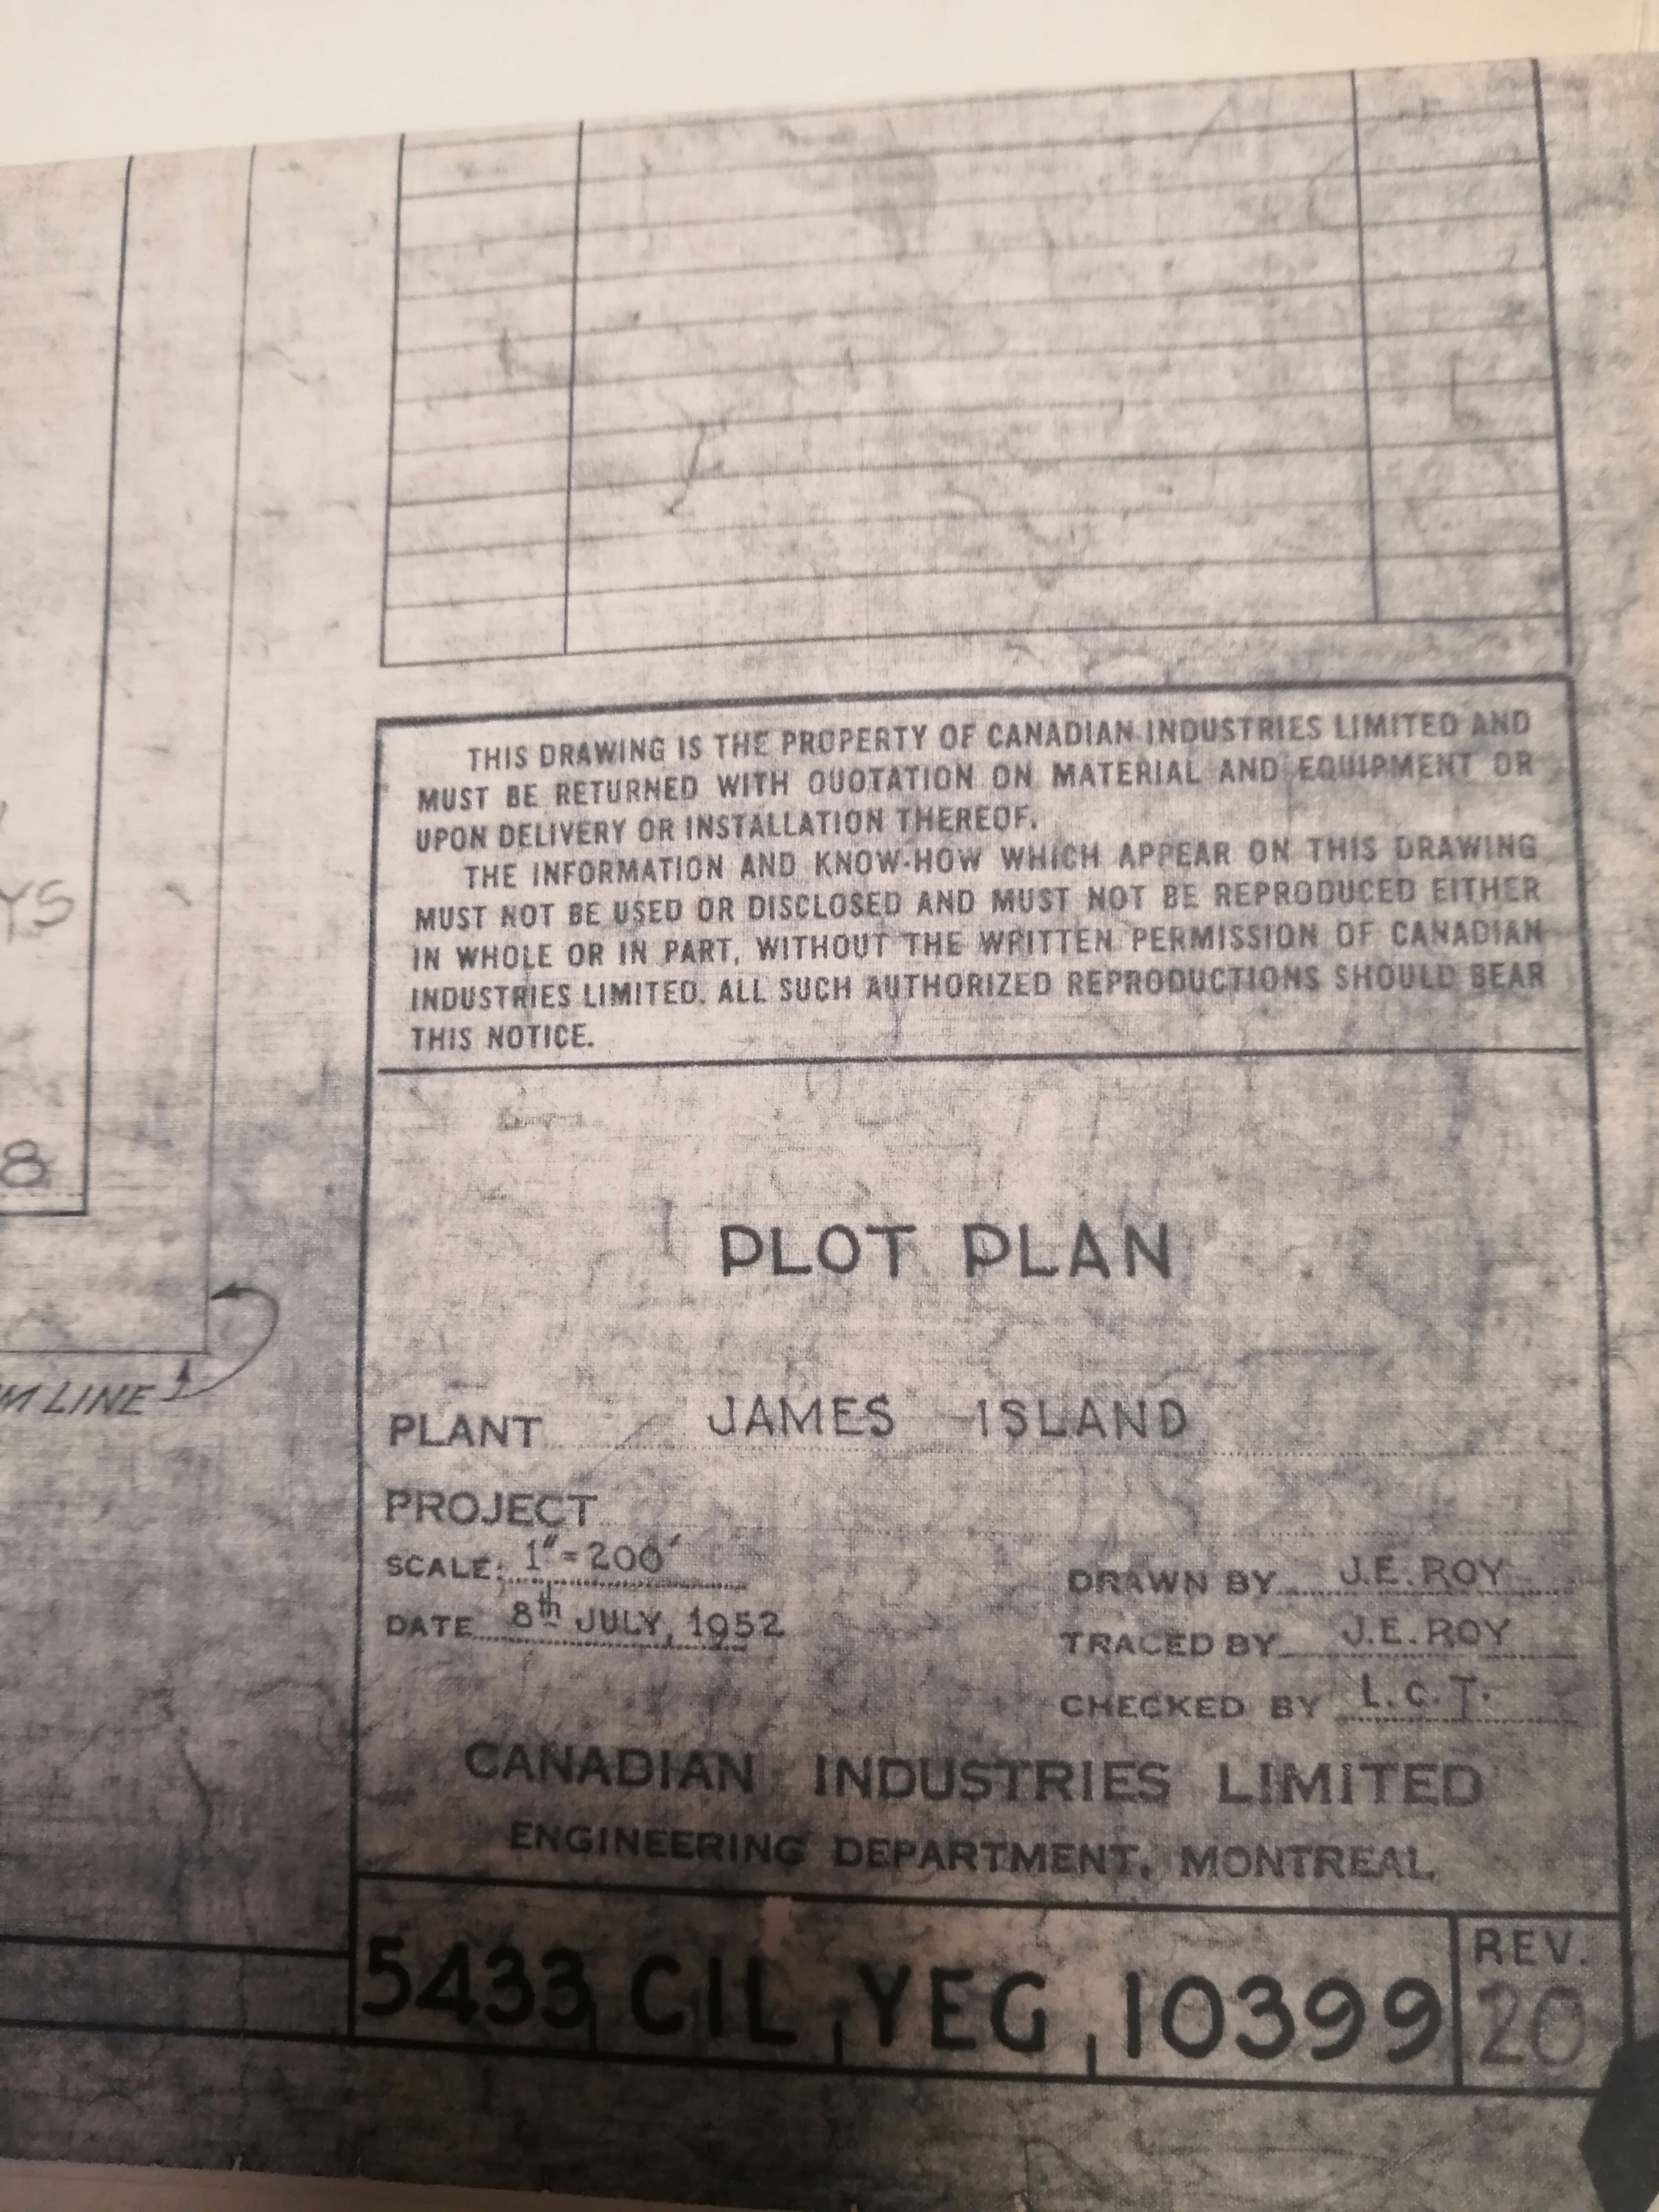 YS
8
M LINE
THIS DRAWING IS THE PROPERTY OF CANADIAN INDUSTRIES LIMITED AND
MUST BE RETURNED WITH QUOTATION ON MATERIAL AND EQUIPMENT OR
UPON DELIVERY OR INSTALLATION THEREOF.
THE INFORMATION AND KNOW-HOW WHICH APPEAR ON THIS DRAWING
MUST NOT BE USED OR DISCLOSED AND MUST NOT BE REPRODUCED EITHER
IN WHOLE OR IN PART, WITHOUT THE WRITTEN PERMISSION OF CANADIAN
INDUSTRIES LIMITED. ALL SUCH AUTHORIZED REPRODUCTIONS SHOULD BEAR
THIS NOTICE.
PLOT PLAN
PLANT JAMES ISLAND
PROJECT
SCALE: 1"=200'
DATE 8th JULY, 1952
DRAWN BY J.E. ROY
TRACED BY J.E. ROY
CHECKED BY L.C.T.
CANADIAN INDUSTRIES LIMITED
ENGINEERING DEPARTMENT, MONTREAL
5433 CIL YEG 10399
REV.
20